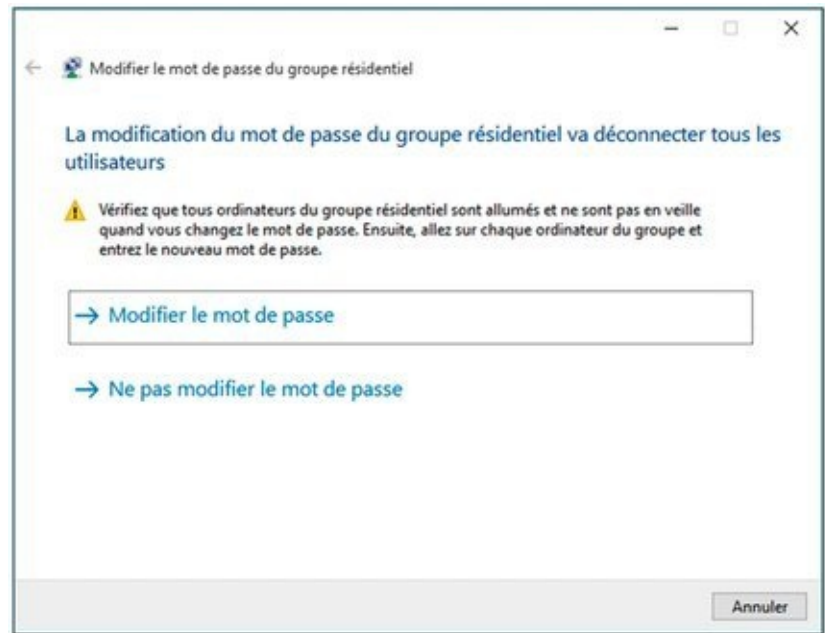 Modifier le mot de passe du groupe résidentiel
La modification du mot de passe du groupe résidentiel va déconnecter tous les
utilisateurs
Vérifiez que tous ordinateurs du groupe résidentiel sont allumés et ne sont pas en veille
quand vous changez le mot de passe. Ensuite, allez sur chaque ordinateur du groupe et
entrez le nouveau mot de passe.
Modifier le mot de passe
Ne pas modifier le mot de passe
Annuler